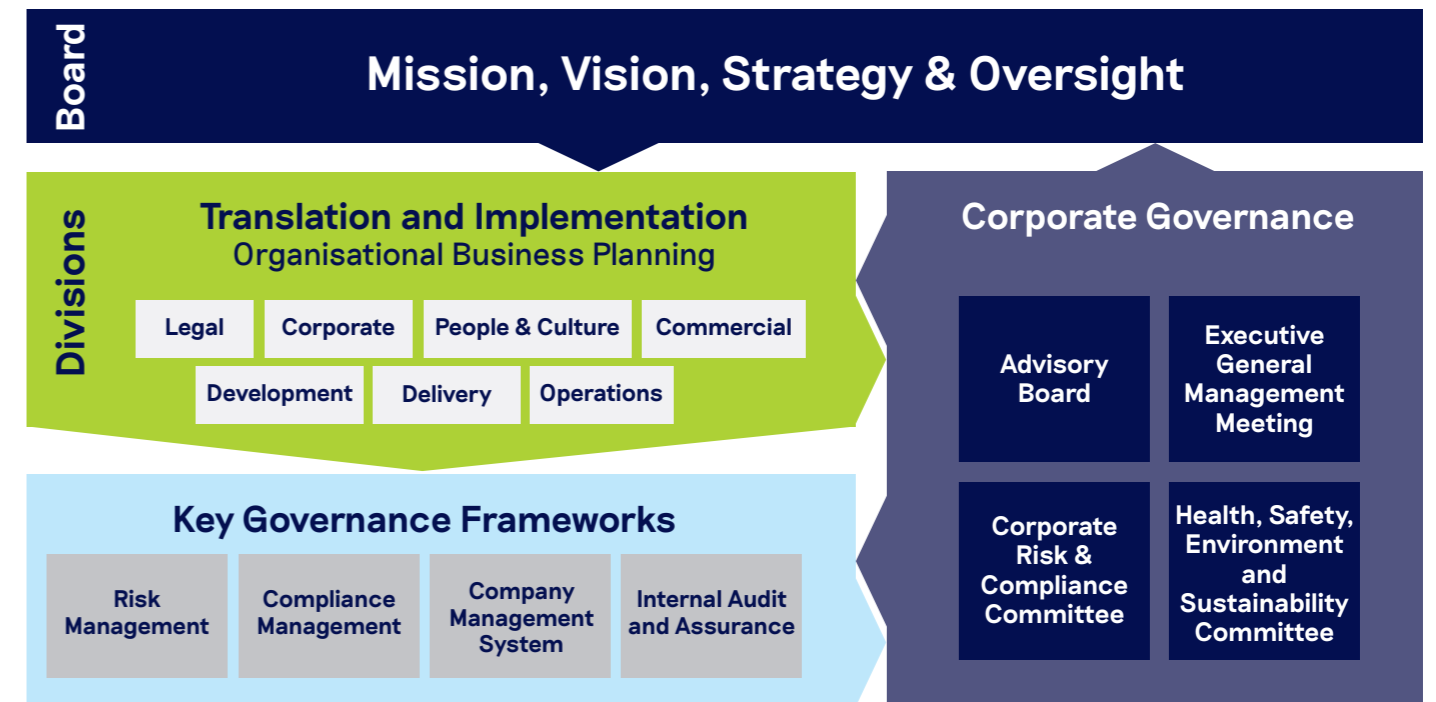 Board
Mission, Vision, Strategy & Oversight
Divisions
Translation and Implementation
Organisational Business Planning
Legal
Corporate
People & Culture
Commercial
Development
Delivery
Operations
Key Governance Frameworks
Risk
Management
Compliance
Management
Company
Management
System
Internal Audit
and Assurance
Corporate Governance
Advisory
Board
Executive
General
Management
Meeting
Corporate
Risk &
Compliance
Committee
Health, Safety,
Environment
and
Sustainability
Committee